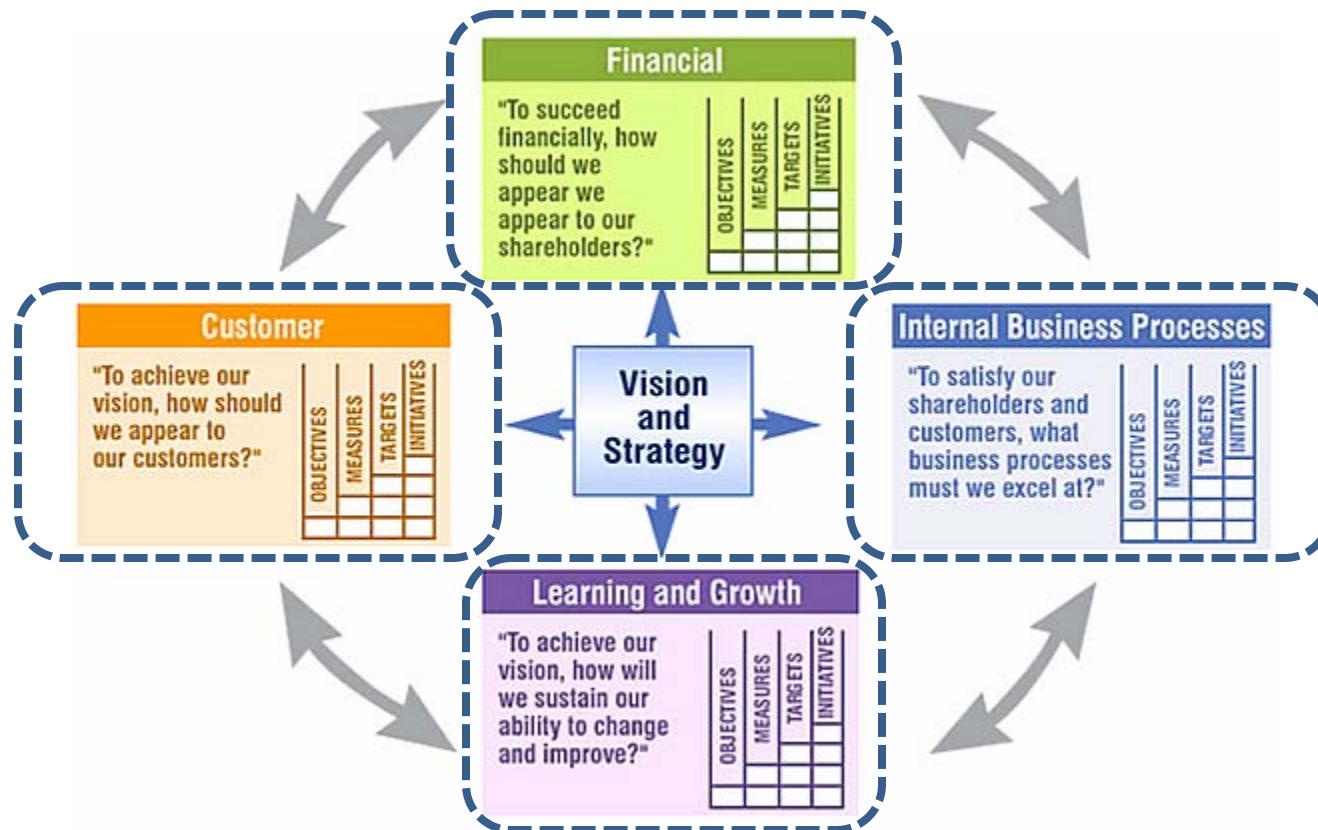 Financial
"To succeed
financially, how
should we
appear we
appear to our
shareholders?"
OBJECTIVES
MEASURES
TARGETS
INITIATIVES
Customer
"To achieve our
vision, how should
we appear to
our customers?"
OBJECTIVES
MEASURES
TARGETS
INITIATIVES
Vision
and
Strategy
Internal Business Processes
"To satisfy our
shareholders and
customers, what
business processes
must we excel at?"
OBJECTIVES
MEASURES
TARGETS
INITIATIVES
Learning and Growth
"To achieve our
vision, how will
we sustain our
ability to change
and improve?"
OBJECTIVES
MEASURES
TARGETS
INITIATIVES